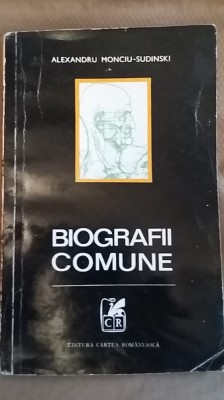 ALEXANDRU MONCIU-SUDINSKI
BIOGRAFII
COMUNE
CR
EDITURA CARTEA ROMÂNEASCĂ